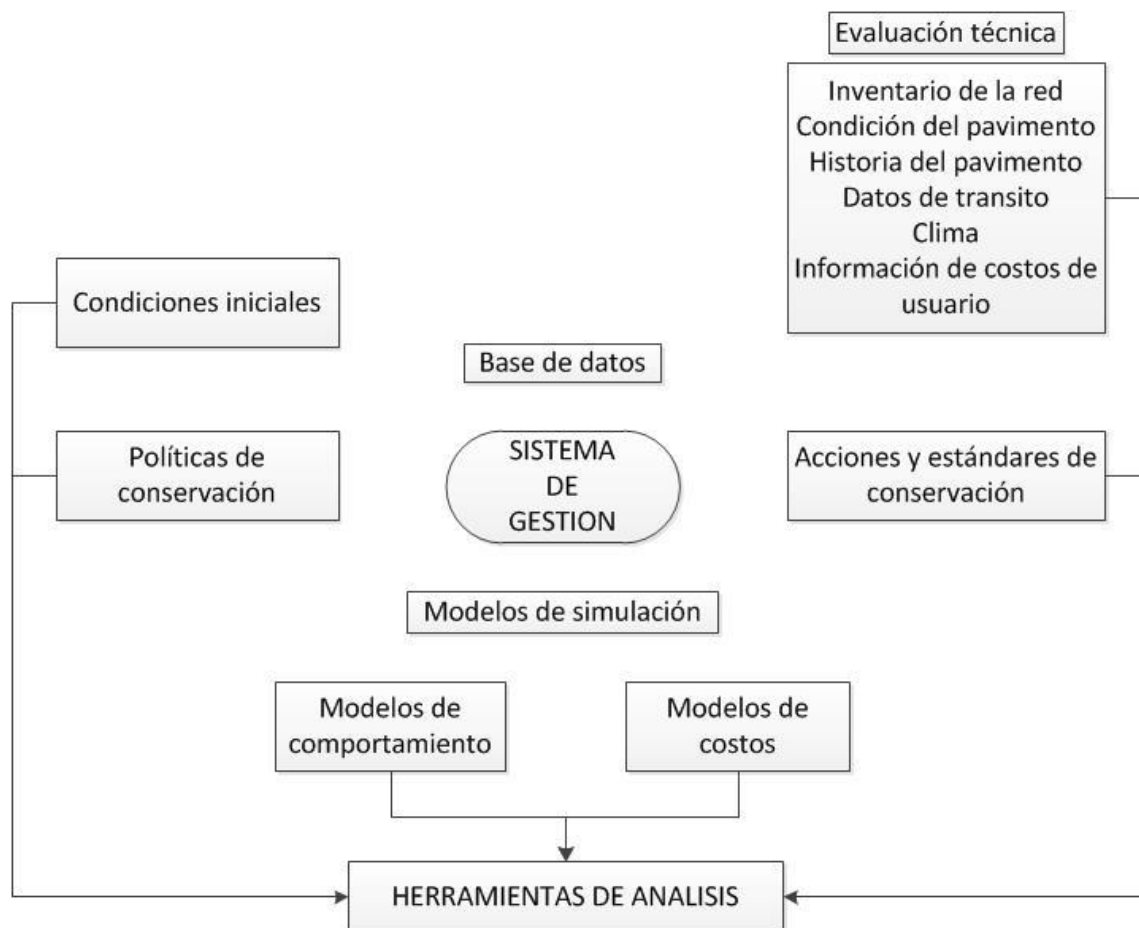 Evaluación técnica
Inventario de la red
Condición del pavimento
Historia del pavimento
Datos de transito
Clima
Información de costos de
usuario
Condiciones iniciales
Base de datos
Políticas de
conservación
SISTEMA
DE
GESTION
Acciones y estándares de
conservación
Modelos de simulación
Modelos de
comportamiento
Modelos de
costos
HERRAMIENTAS DE ANALISIS